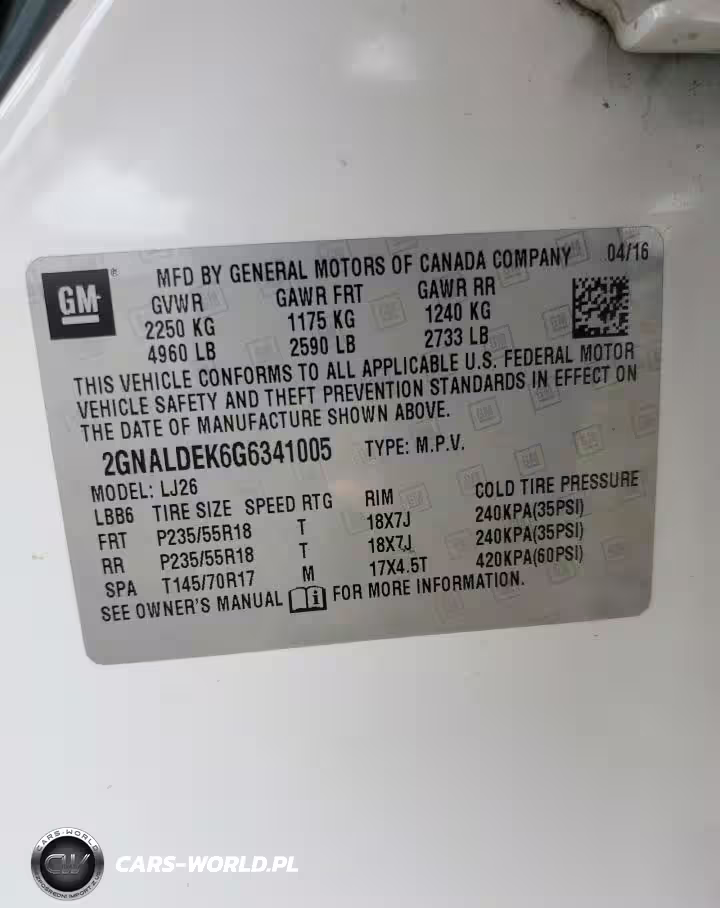 GM
®
MFD BY GENERAL MOTORS OF CANADA COMPANY 04/16
GVWR GAWR FRT GAWR RR
2250 KG 1175 KG 1240 KG
4960 LB 2590 LB 2733 LB
THIS VEHICLE CONFORMS TO ALL APPLICABLE U.S. FEDERAL MOTOR
VEHICLE SAFETY AND THEFT PREVENTION STANDARDS IN EFFECT ON
THE DATE OF MANUFACTURE SHOWN ABOVE.
2GNALDEK6G6341005 TYPE: M.P.V.
MODEL: LJ26
LBB6 TIRE SIZE SPEED RTG RIM COLD TIRE PRESSURE
FRT P235/55R18 T 18X7J 240KPA(35PSI)
RR P235/55R18 T 18X7J 240KPA(35PSI)
SPA T145/70R17 M 17X4.5T 420KPA(60PSI)
SEE OWNER'S MANUAL i FOR MORE INFORMATION.
CARS-WORLD
CW
CARS-WORLD.PL